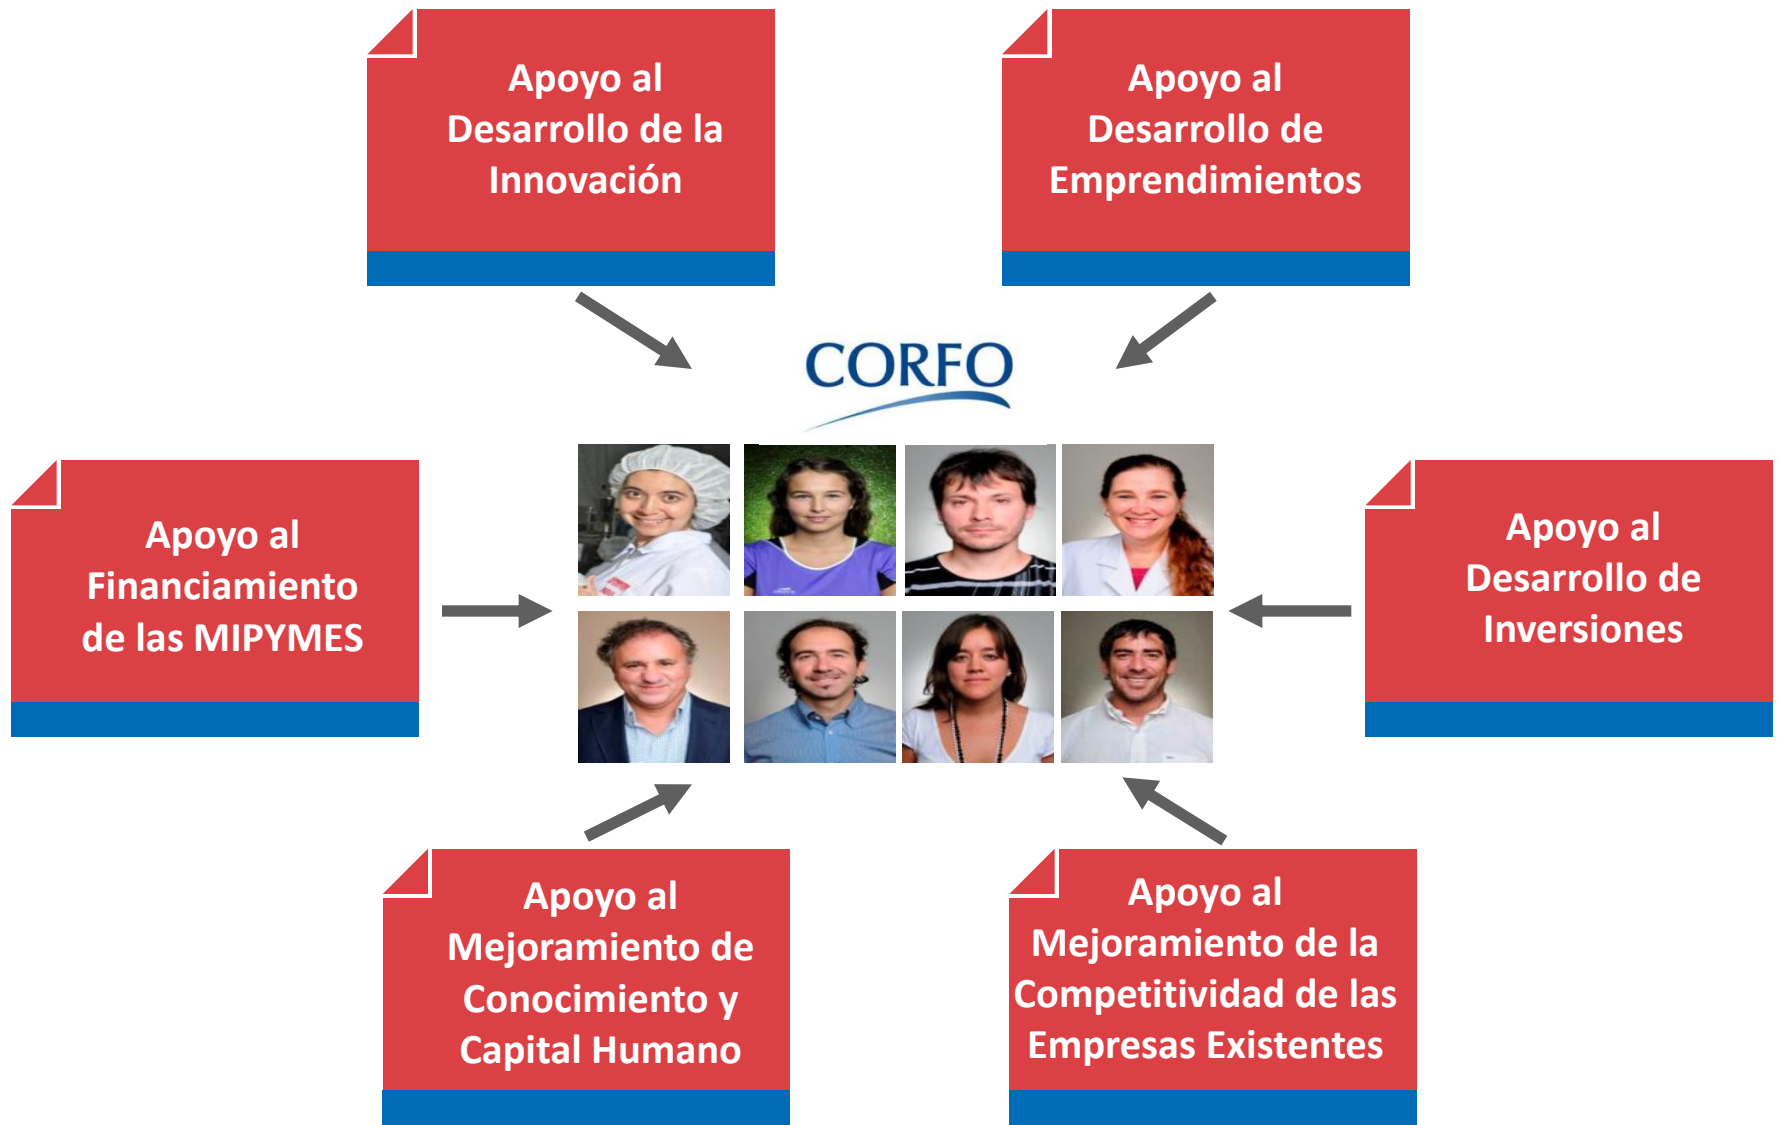 Apoyo al
Desarrollo de la
Innovación
Apoyo al
Desarrollo de
Emprendimientos
CORFO
Apoyo al
Financiamiento
de las MIPYMES
Apoyo al
Desarrollo de
Inversiones
Apoyo al
Mejoramiento de
Conocimiento y
Capital Humano
Apoyo al
Mejoramiento de la
Competitividad de las
Empresas Existentes